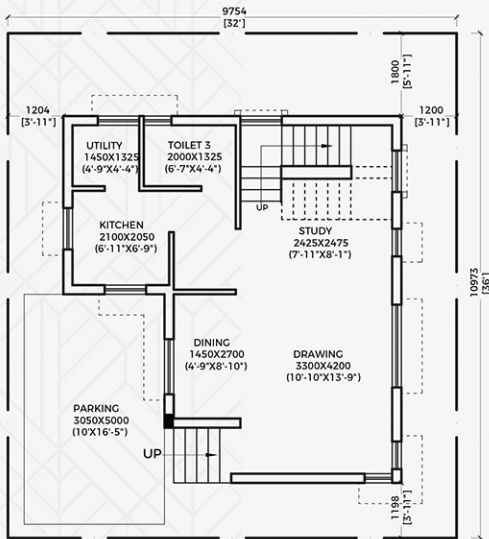 9754
[32']
1800
[5'-11"]
1204
[3'-11"]
1200
[3'-11"]
UTILITY
1450X1325
(4'-9"X4'-4")
TOILET 3
2000X1325
(6'-7"X4'-4")
UP
KITCHEN
2100X2050
(6'-11"X6'-9")
STUDY
2425X2475
(7'-11"X8'-1")
10973
[36']
DINING
1450X2700
(4'-9"X8'-10")
DRAWING
3300X4200
(10'-10"X13'-9")
PARKING
3050X5000
(10'X16'-5")
UP
1198
[3'-11"]